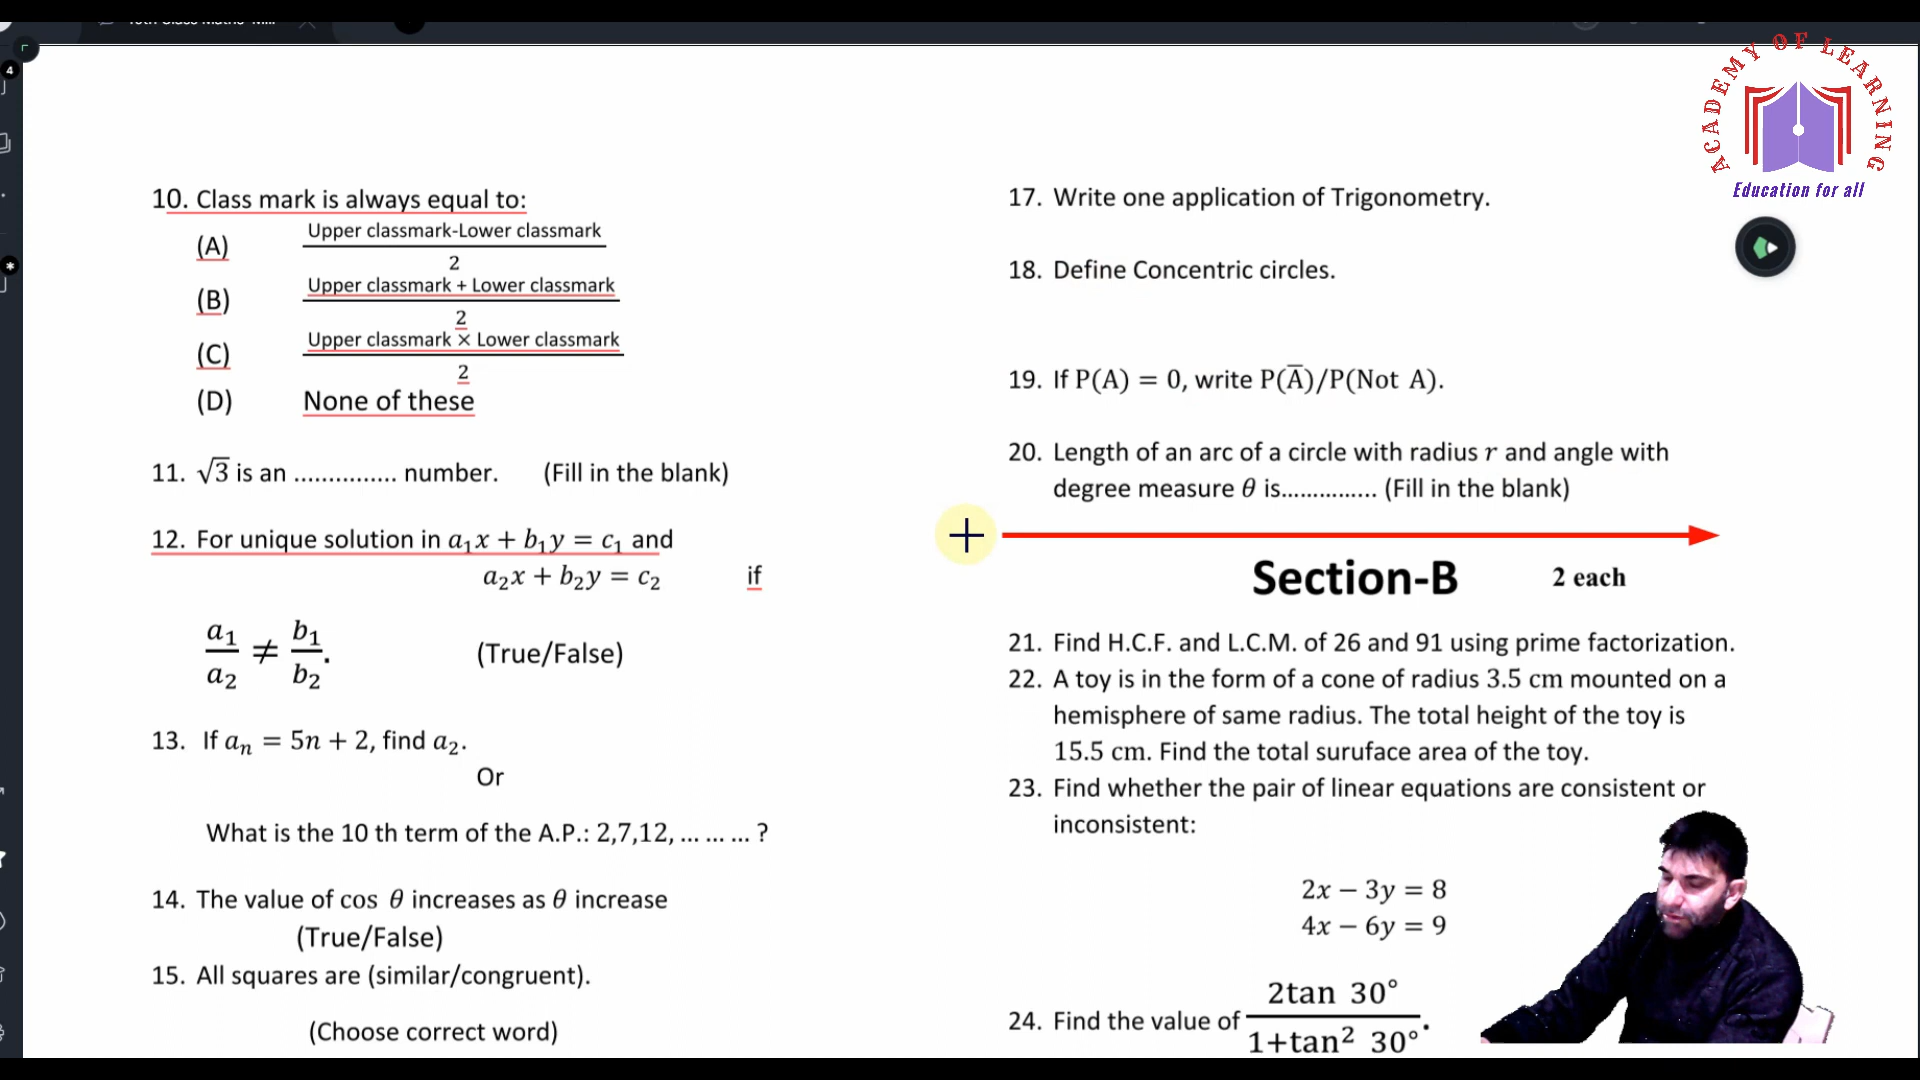 4
*
ACADEMY OF LEARNING
Education for all
10. Class mark is always equal to:
(A) Upper classmark-Lower classmark
2
(B) Upper classmark + Lower classmark
2
(C) Upper classmark × Lower classmark
2
(D) None of these
11. √3 is an ............... number. (Fill in the blank)
12. For unique solution in a₁x + b₁y = c₁ and
a₂x + b₂y = c₂ if
a₁/a₂ ≠ b₁/b₂. (True/False)
13. If aₙ = 5n + 2, find a₂.
Or
What is the 10 th term of the A.P.: 2,7,12, ... ... ... ?
14. The value of cos θ increases as θ increase
(True/False)
15. All squares are (similar/congruent).
(Choose correct word)
17. Write one application of Trigonometry.
18. Define Concentric circles.
19. If P(A) = 0, write P(A̅)/P(Not A).
20. Length of an arc of a circle with radius r and angle with
degree measure θ is.............. (Fill in the blank)
Section-B 2 each
21. Find H.C.F. and L.C.M. of 26 and 91 using prime factorization.
22. A toy is in the form of a cone of radius 3.5 cm mounted on a
hemisphere of same radius. The total height of the toy is
15.5 cm. Find the total suruface area of the toy.
23. Find whether the pair of linear equations are consistent or
inconsistent:
2x − 3y = 8
4x − 6y = 9
24. Find the value of 2tan 30° / 1+tan² 30°.